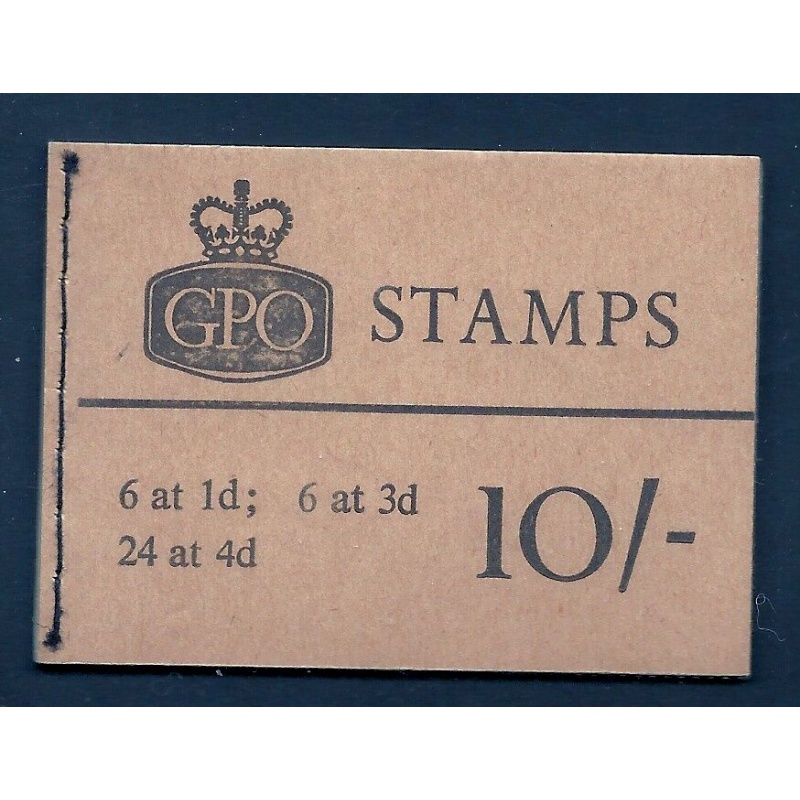 GPO STAMPS
6 at 1d; 6 at 3d
24 at 4d
10/-